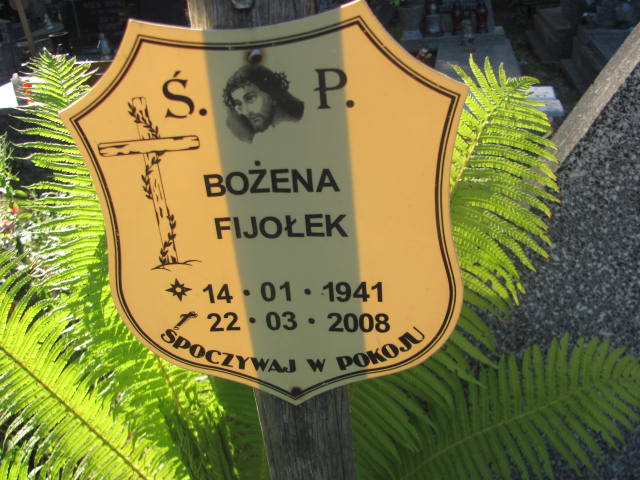 Ś. P.
BOŻENA
FIJOŁEK
14 · 01 · 1941
22 · 03 · 2008
SPOCZYWAJ W POKOJU